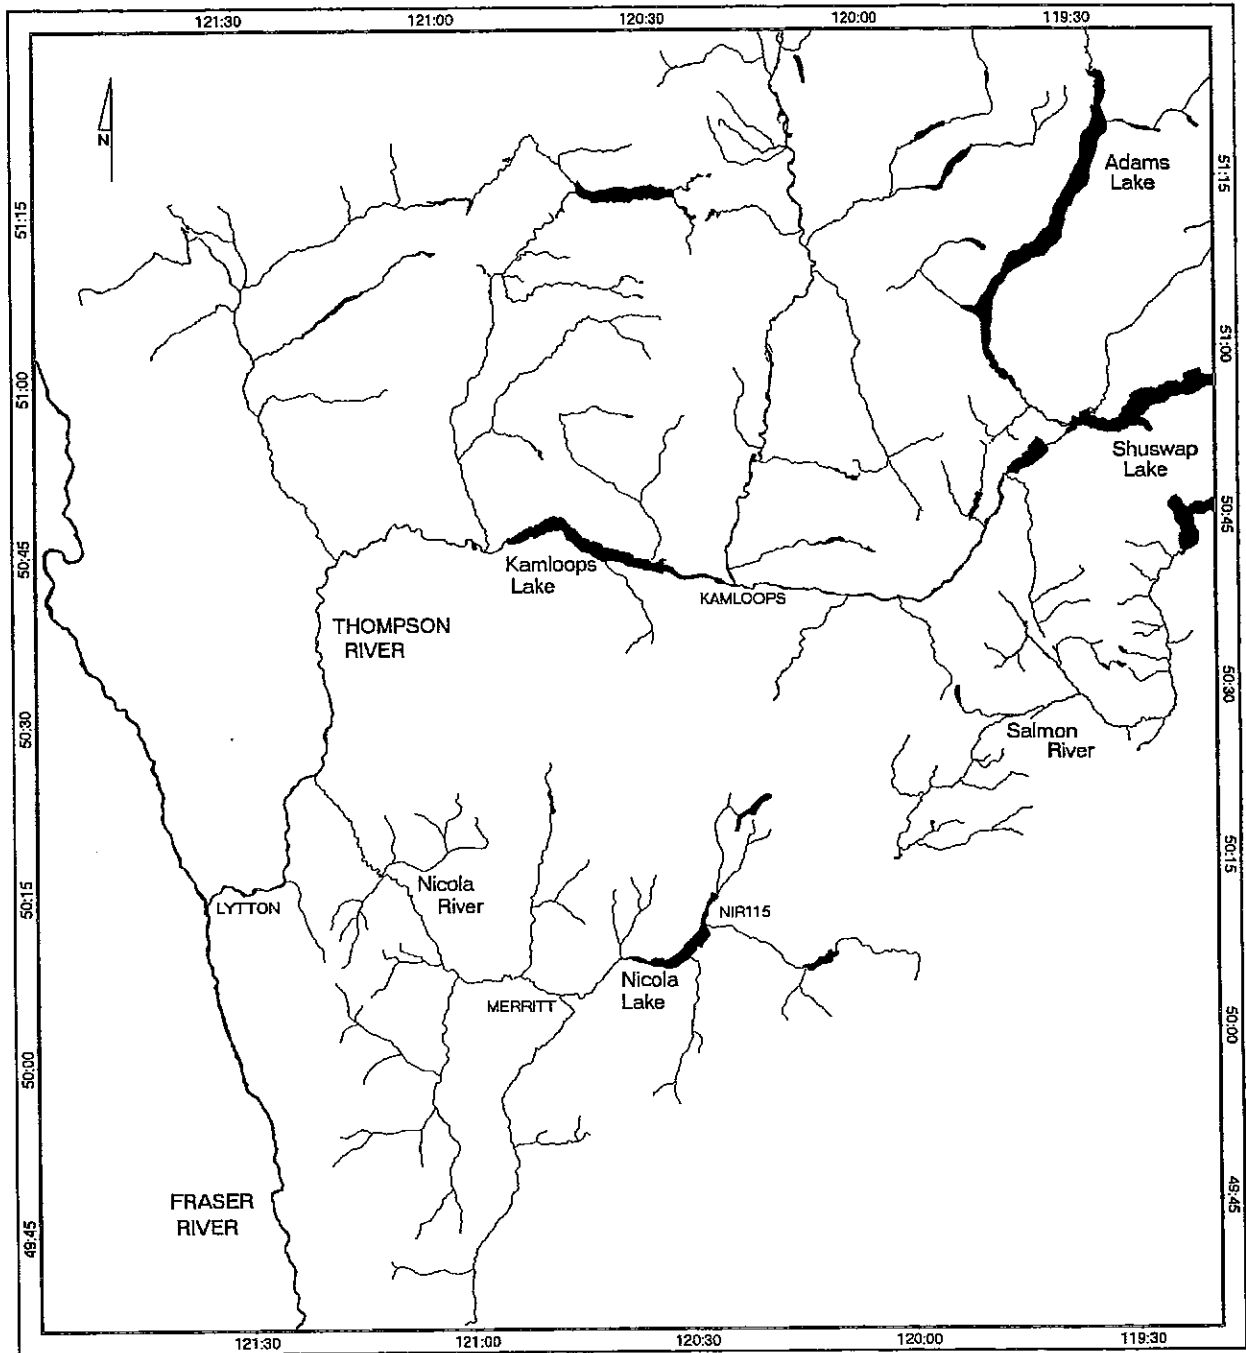 121:30 121:00 120:30 120:00 119:30
N
Adams
Lake
51:15
51:15
51:00
51:00
Shuswap
Lake
50:45
50:45
Kamloops
Lake
KAMLOOPS
THOMPSON
RIVER
50:30
50:30
Salmon
River
50:15
50:15
Nicola
River
LYTTON
NIR115
Nicola
Lake
MERRITT
50:00
50:00
FRASER
RIVER
49:45
49:45
121:30 121:00 120:30 120:00 119:30